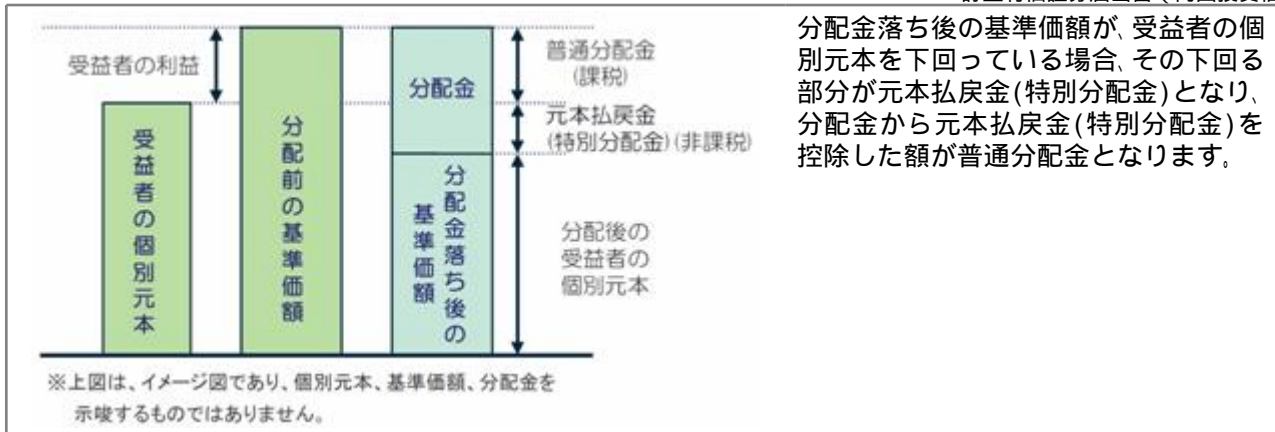 受益者の利益
受益者の個別元本
分配前の基準価額
分配金
分配金落ち後の
基準価額
普通分配金
(課税)
元本払戻金
(特別分配金)(非課税)
分配後の
受益者の
個別元本
※上図は、イメージ図であり、個別元本、基準価額、分配金を
示唆するものではありません。
分配金落ち後の基準価額が、受益者の個
別元本を下回っている場合、その下回る
部分が元本払戻金(特別分配金)となり、
分配金から元本払戻金(特別分配金)を
控除した額が普通分配金となります。